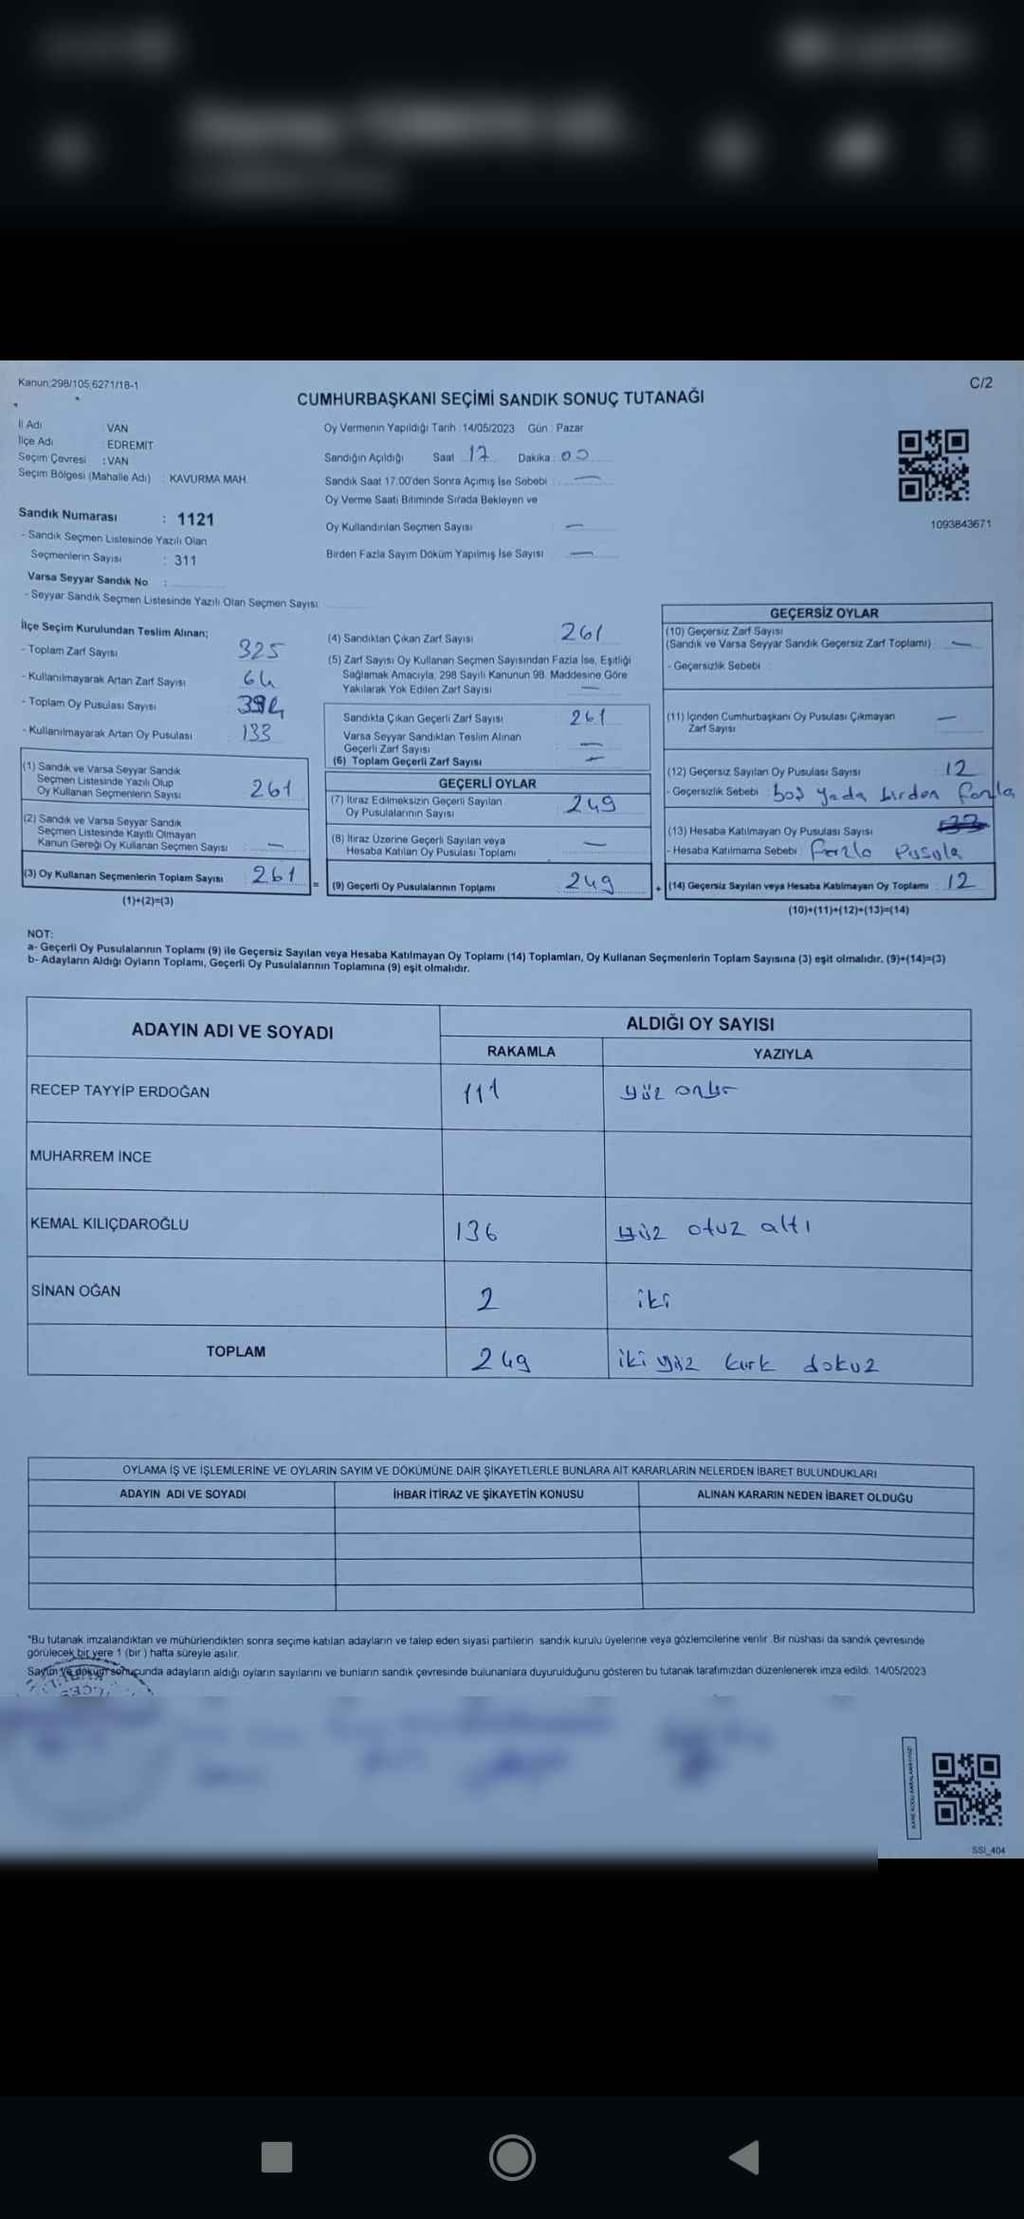 Kanun;298/105;6271/18-1
C/2
CUMHURBAŞKANI SEÇİMİ SANDIK SONUÇ TUTANAĞI
İl Adı : VAN
İlçe Adı : EDREMIT
Seçim Çevresi : VAN
Seçim Bölgesi (Mahalle Adı) : KAVURMA MAH.
Oy Vermenin Yapıldığı Tarih : 14/05/2023 Gün : Pazar
Sandığın Açıldığı Saat 17 Dakika : 00
Sandık Saat 17.00'den Sonra Açımış İse Sebebi : —
Oy Verme Saati Bitiminde Sırada Bekleyen ve
Oy Kullandırılan Seçmen Sayısı : —
Birden Fazla Sayım Döküm Yapılmış İse Sayısı : —
1093843671
Sandık Numarası : 1121
- Sandık Seçmen Listesinde Yazılı Olan
Seçmenlerin Sayısı : 311
Varsa Seyyar Sandık No :
- Seyyar Sandık Seçmen Listesinde Yazılı Olan Seçmen Sayısı
İlçe Seçim Kurulundan Teslim Alınan;
- Toplam Zarf Sayısı 325
- Kullanılmayarak Artan Zarf Sayısı 64
- Toplam Oy Pusulası Sayısı 394
- Kullanılmayarak Artan Oy Pusulası 133
(1) Sandık ve Varsa Seyyar Sandık
Seçmen Listesinde Yazılı Olup
Oy Kullanan Seçmenlerin Sayısı 261
(2) Sandık ve Varsa Seyyar Sandık
Seçmen Listesinde Kayıtlı Olmayan
Kanun Gereği Oy Kullanan Seçmen Sayısı : —
(3) Oy Kullanan Seçmenlerin Toplam Sayısı 261
(1)+(2)=(3)
(4) Sandıktan Çıkan Zarf Sayısı 261
(5) Zarf Sayısı Oy Kullanan Seçmen Sayısından Fazla İse, Eşitliği
Sağlamak Amacıyla, 298 Sayılı Kanunun 98. Maddesine Göre
Yakılarak Yok Edilen Zarf Sayısı —
Sandıkta Çıkan Geçerli Zarf Sayısı 261
Varsa Seyyar Sandıktan Teslim Alınan
Geçerli Zarf Sayısı —
(6) Toplam Geçerli Zarf Sayısı —
GEÇERLİ OYLAR
(7) İtiraz Edilmeksizin Geçerli Sayılan
Oy Pusulalarının Sayısı 249
(8) İtiraz Üzerine Geçerli Sayılan veya
Hesaba Katılan Oy Pusulası Toplamı —
= (9) Geçerli Oy Pusulalarının Toplamı 249
GEÇERSİZ OYLAR
(10) Geçersiz Zarf Sayısı
(Sandık ve Varsa Seyyar Sandık Geçersiz Zarf Toplamı) —
- Geçersizlik Sebebi :
(11) İçinden Cumhurbaşkanı Oy Pusulası Çıkmayan
Zarf Sayısı —
(12) Geçersiz Sayılan Oy Pusulası Sayısı 12
- Geçersizlik Sebebi : boş yada birden fazla
(13) Hesaba Katılmayan Oy Pusulası Sayısı
- Hesaba Katılmama Sebebi : fazla Pusula
+ (14) Geçersiz Sayılan veya Hesaba Katılmayan Oy Toplamı : 12
(10)+(11)+(12)+(13)=(14)
NOT:
a- Geçerli Oy Pusulalarının Toplamı (9) ile Geçersiz Sayılan veya Hesaba Katılmayan Oy Toplamı (14) Toplamları, Oy Kullanan Seçmenlerin Toplam Sayısına (3) eşit olmalıdır. (9)+(14)=(3)
b- Adayların Aldığı Oyların Toplamı, Geçerli Oy Pusulalarının Toplamına (9) eşit olmalıdır.
ADAYIN ADI VE SOYADI ALDIĞI OY SAYISI
RAKAMLA YAZIYLA
RECEP TAYYİP ERDOĞAN 111 yüz onbir
MUHARREM İNCE
KEMAL KILIÇDAROĞLU 136 yüz otuz altı
SİNAN OĞAN 2 iki
TOPLAM 249 iki yüz kırk dokuz
OYLAMA İŞ VE İŞLEMLERİNE VE OYLARIN SAYIM VE DÖKÜMÜNE DAİR ŞİKAYETLERLE BUNLARA AİT KARARLARIN NELERDEN İBARET BULUNDUKLARI
ADAYIN ADI VE SOYADI İHBAR İTİRAZ VE ŞİKAYETİN KONUSU ALINAN KARARIN NEDEN İBARET OLDUĞU
*Bu tutanak imzalandıktan ve mühürlendikten sonra seçime katılan adayların ve talep eden siyasi partilerin sandık kurulu üyelerine veya gözlemcilerine verilir. Bir nüshası da sandık çevresinde
görülecek bir yere 1 (bir ) hafta süreyle asılır.
Sayım ve döküm sonucunda adayların aldığı oyların sayılarını ve bunların sandık çevresinde bulunanlara duyurulduğunu gösteren bu tutanak tarafımızdan düzenlenerek imza edildi. 14/05/2023
SSI_404